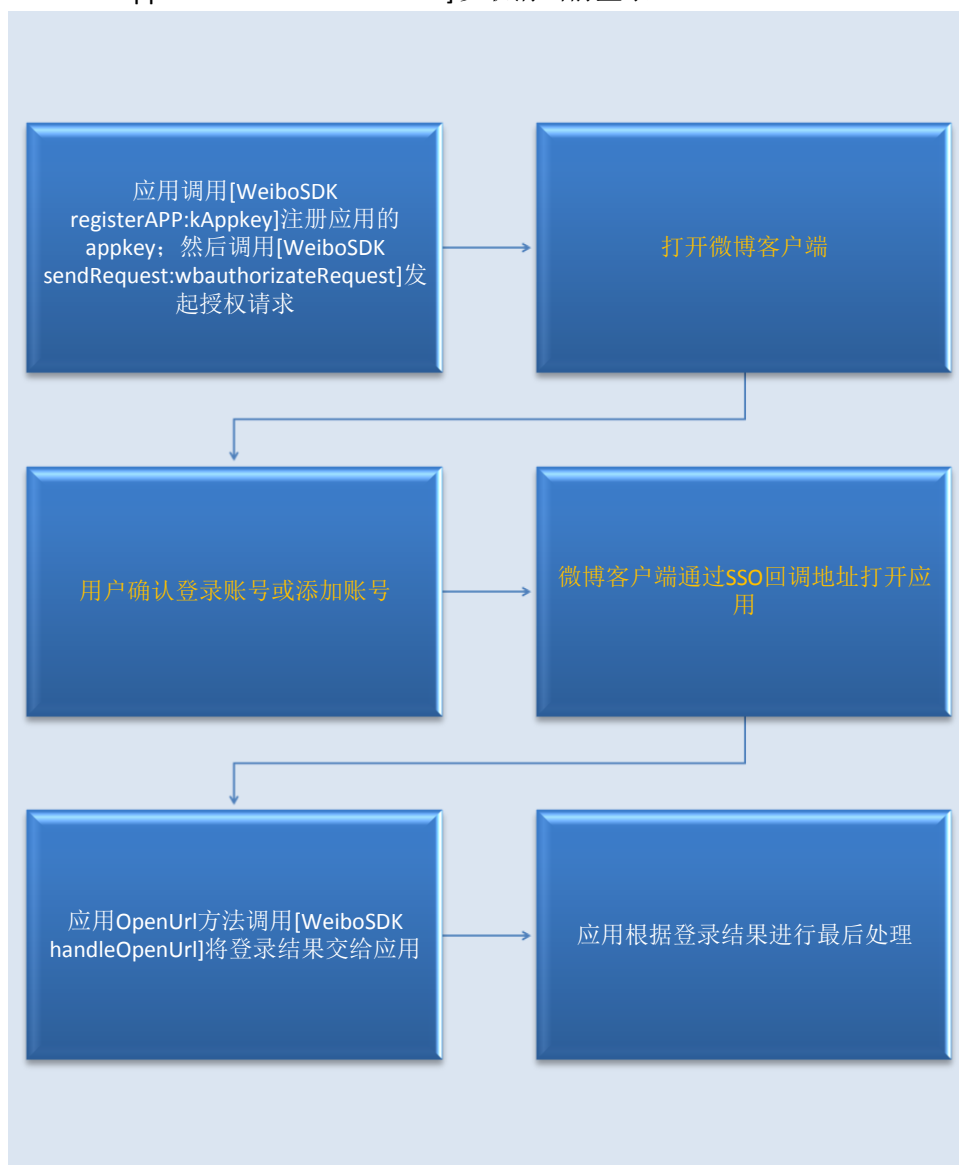 应用调用[WeiboSDK
registerAPP:kAppkey]注册应用的
appkey；然后调用[WeiboSDK
sendRequest:wbauthorizateRequest]发
起授权请求
打开微博客户端
用户确认登录账号或添加账号
微博客户端通过SSO回调地址打开应
用
应用OpenUrl方法调用[WeiboSDK
handleOpenUrl]将登录结果交给应用
应用根据登录结果进行最后处理